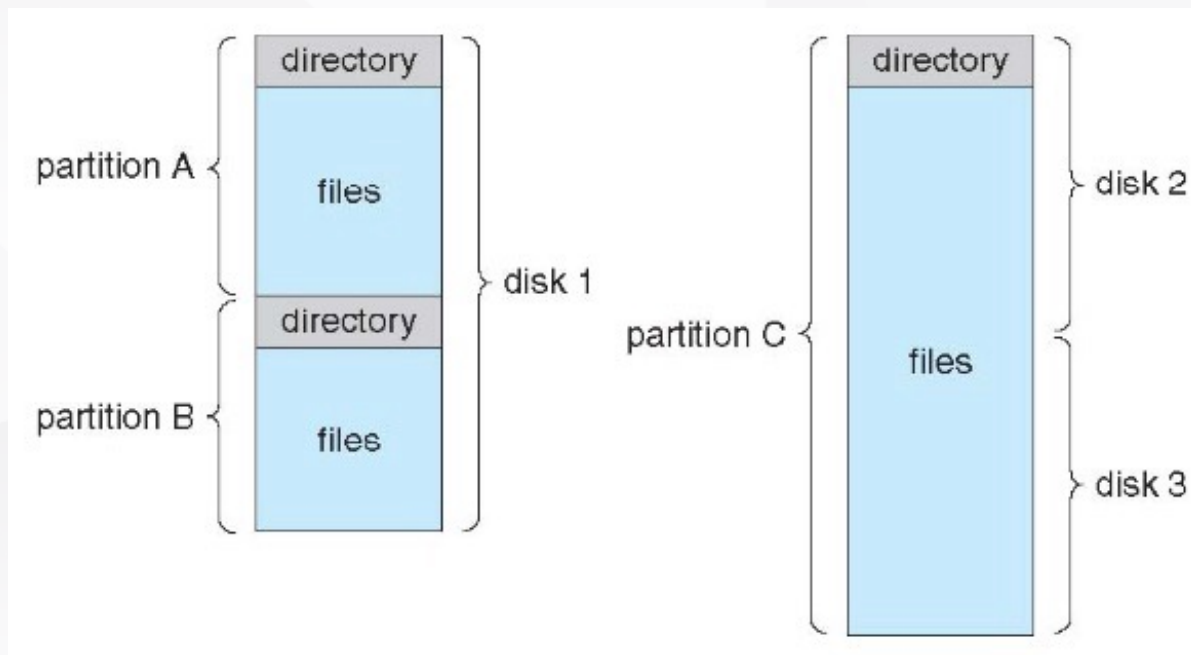 directory
partition A
files
disk 1
directory
partition B
files
directory
disk 2
partition C
files
disk 3